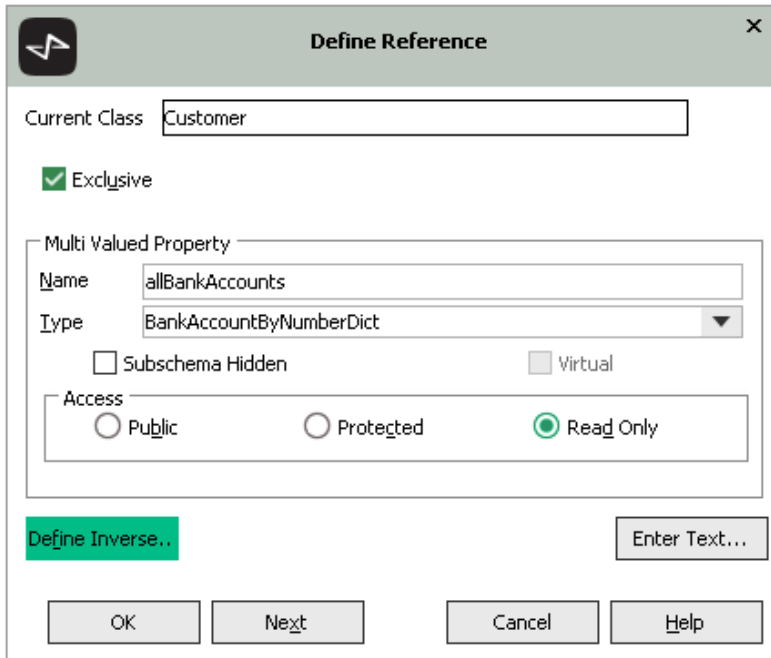 Define Reference
Current Class Customer
Exclusive
Multi Valued Property
Name allBankAccounts
Type BankAccountByNumberDict
Subschema Hidden Virtual
Access
Public Protected Read Only
Define Inverse.. Enter Text...
OK Next Cancel Help